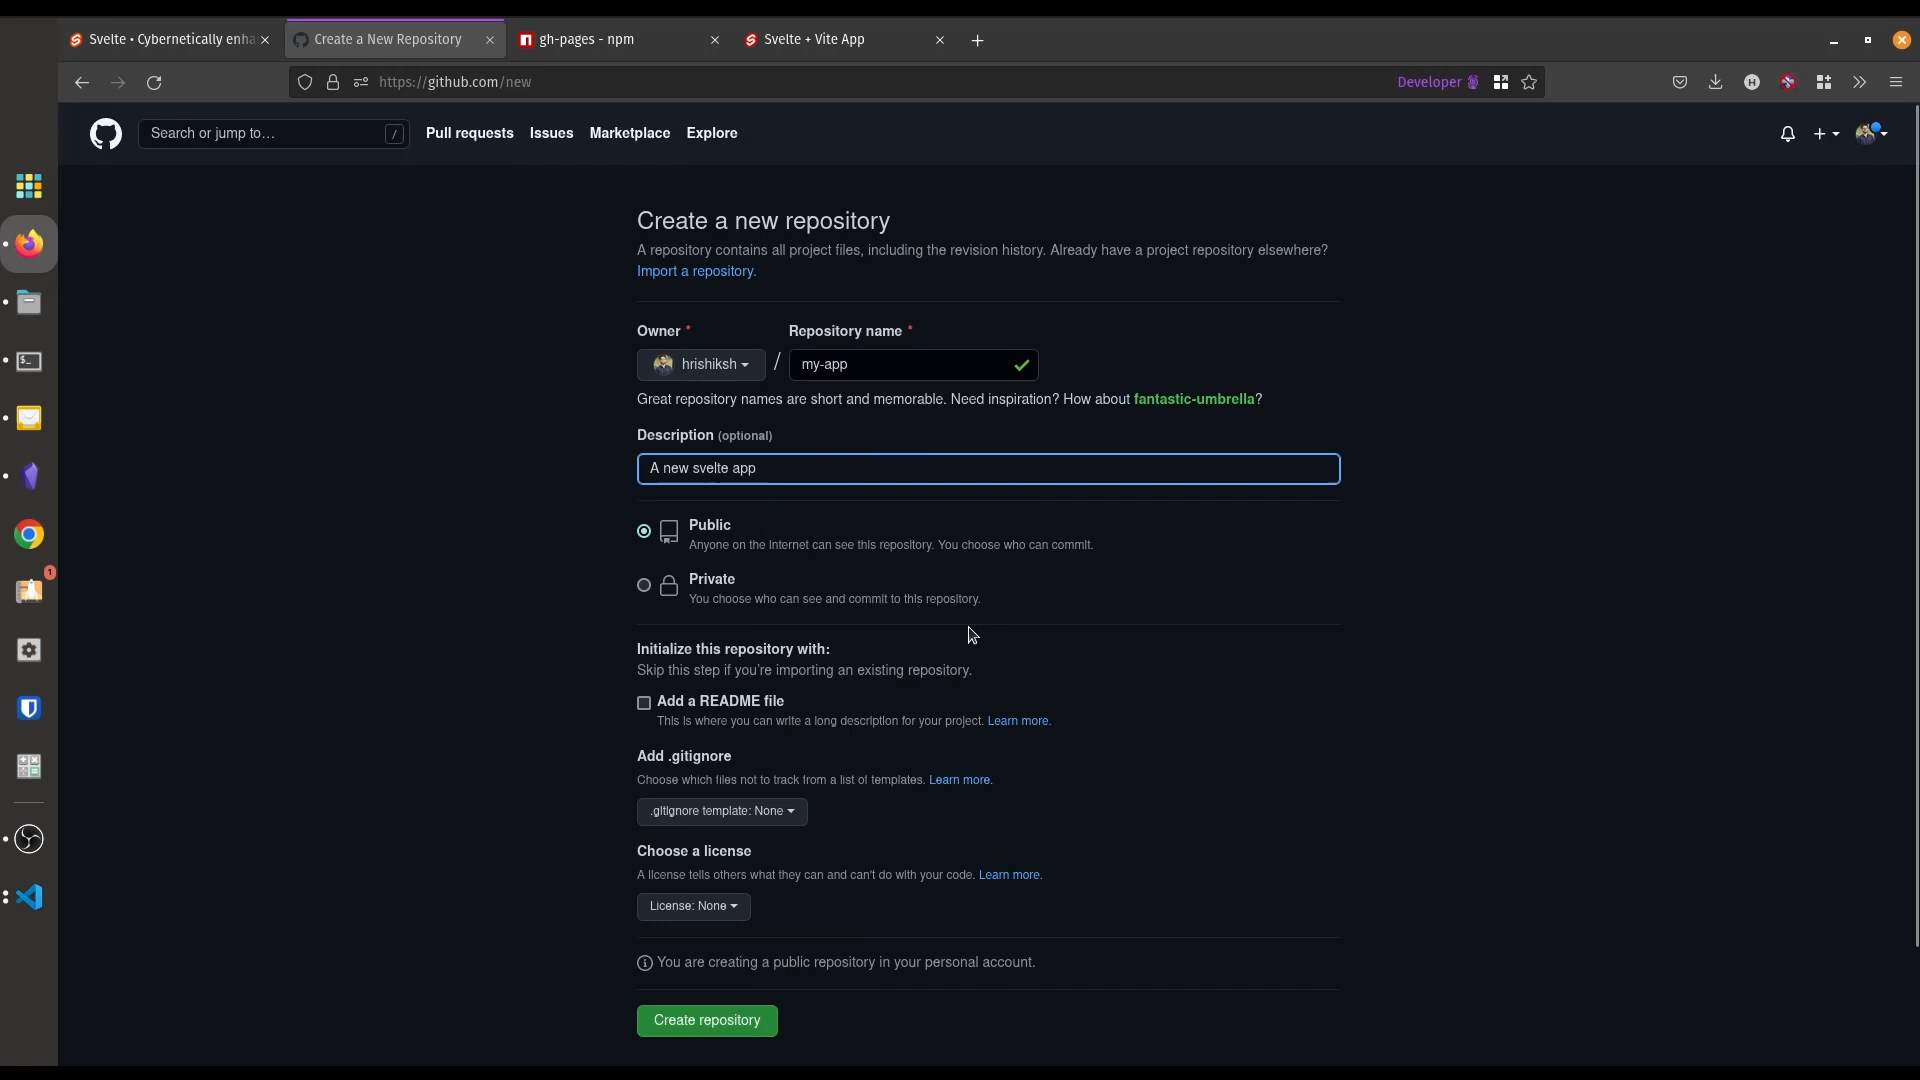 Svelte • Cybernetically enha
Create a New Repository
gh-pages - npm
Svelte + Vite App
https://github.com/new
Developer
H
Search or jump to…
/
Pull requests
Issues
Marketplace
Explore
Create a new repository
A repository contains all project files, including the revision history. Already have a project repository elsewhere?
Import a repository.
Owner *
Repository name *
hrishiksh
/
my-app
Great repository names are short and memorable. Need inspiration? How about fantastic-umbrella?
Description (optional)
A new svelte app
Public
Anyone on the internet can see this repository. You choose who can commit.
Private
You choose who can see and commit to this repository.
Initialize this repository with:
Skip this step if you're importing an existing repository.
Add a README file
This is where you can write a long description for your project. Learn more.
Add .gitignore
Choose which files not to track from a list of templates. Learn more.
.gitignore template: None
1
Choose a license
A license tells others what they can and can't do with your code. Learn more.
License: None
You are creating a public repository in your personal account.
Create repository